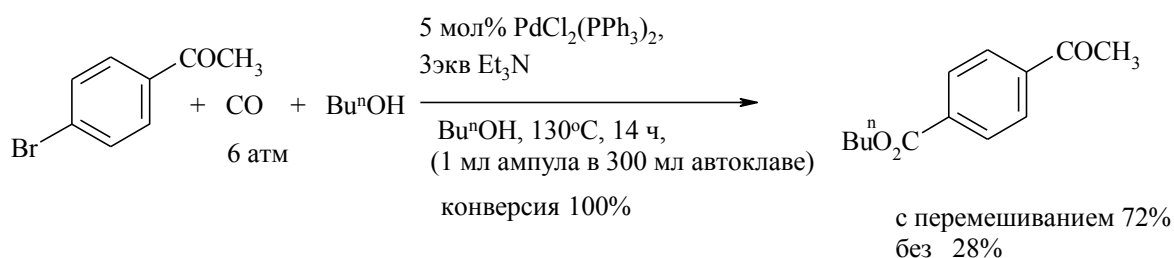 5 мол% PdCl₂(PPh₃)₂,
3экв Et₃N
COCH₃
Br
+ CO + BuⁿOH
6 атм
BuⁿOH, 130ᵒC, 14 ч,
(1 мл ампула в 300 мл автоклаве)
конверсия 100%
COCH₃
BuⁿO₂C
с перемешиванием 72%
без 28%